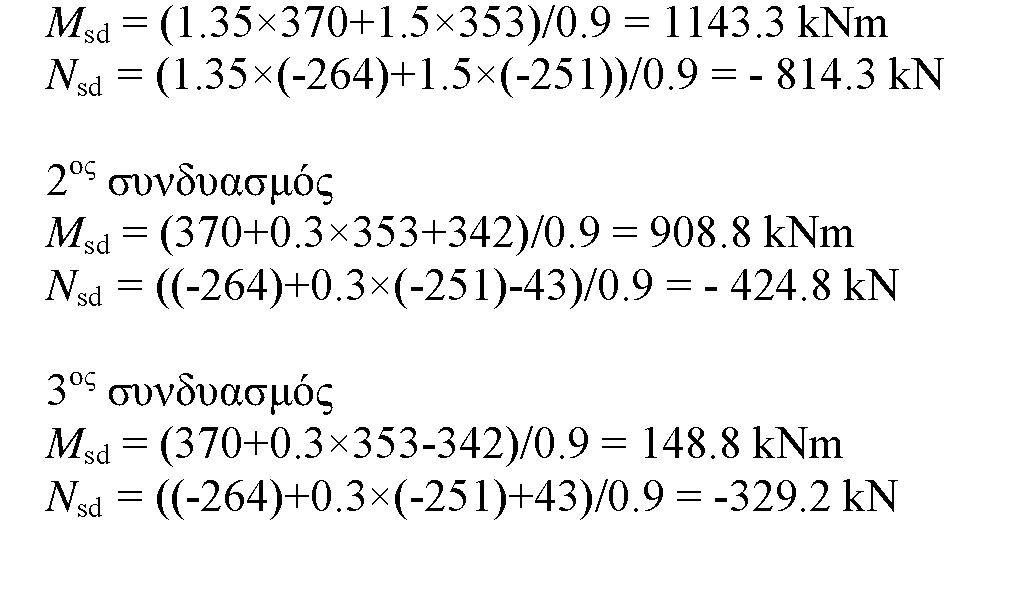 Msd = (1.35×370+1.5×353)/0.9 = 1143.3 kNm
Nsd = (1.35×(-264)+1.5×(-251))/0.9 = - 814.3 kN
2ος συνδυασμός
Msd = (370+0.3×353+342)/0.9 = 908.8 kNm
Nsd = ((-264)+0.3×(-251)-43)/0.9 = - 424.8 kN
3ος συνδυασμός
Msd = (370+0.3×353-342)/0.9 = 148.8 kNm
Nsd = ((-264)+0.3×(-251)+43)/0.9 = -329.2 kN